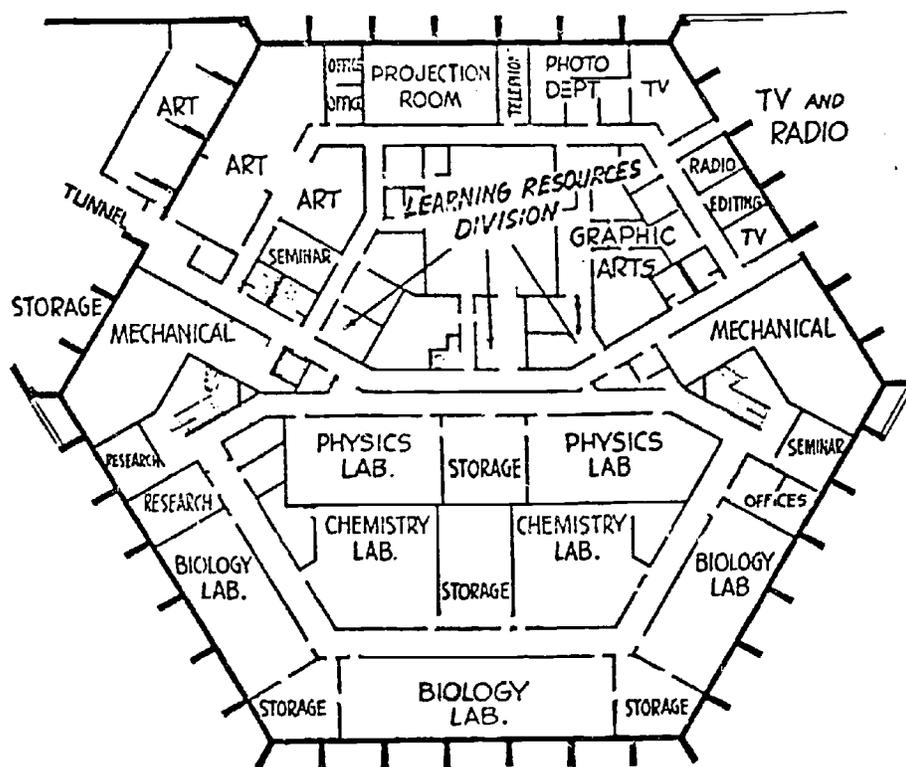 OFFICE
OFFICE
PROJECTION
ROOM
TELEVISION
PHOTO
DEPT
TV
TV AND
RADIO
ART
ART
ART
RADIO
EDITING
TV
LEARNING RESOURCES
DIVISION
GRAPHIC
ARTS
TUNNEL
SEMINAR
STORAGE
MECHANICAL
MECHANICAL
RESEARCH
RESEARCH
PHYSICS
LAB.
STORAGE
PHYSICS
LAB
SEMINAR
OFFICES
CHEMISTRY
LAB.
STORAGE
CHEMISTRY
LAB.
BIOLOGY
LAB.
BIOLOGY
LAB
STORAGE
BIOLOGY
LAB.
STORAGE